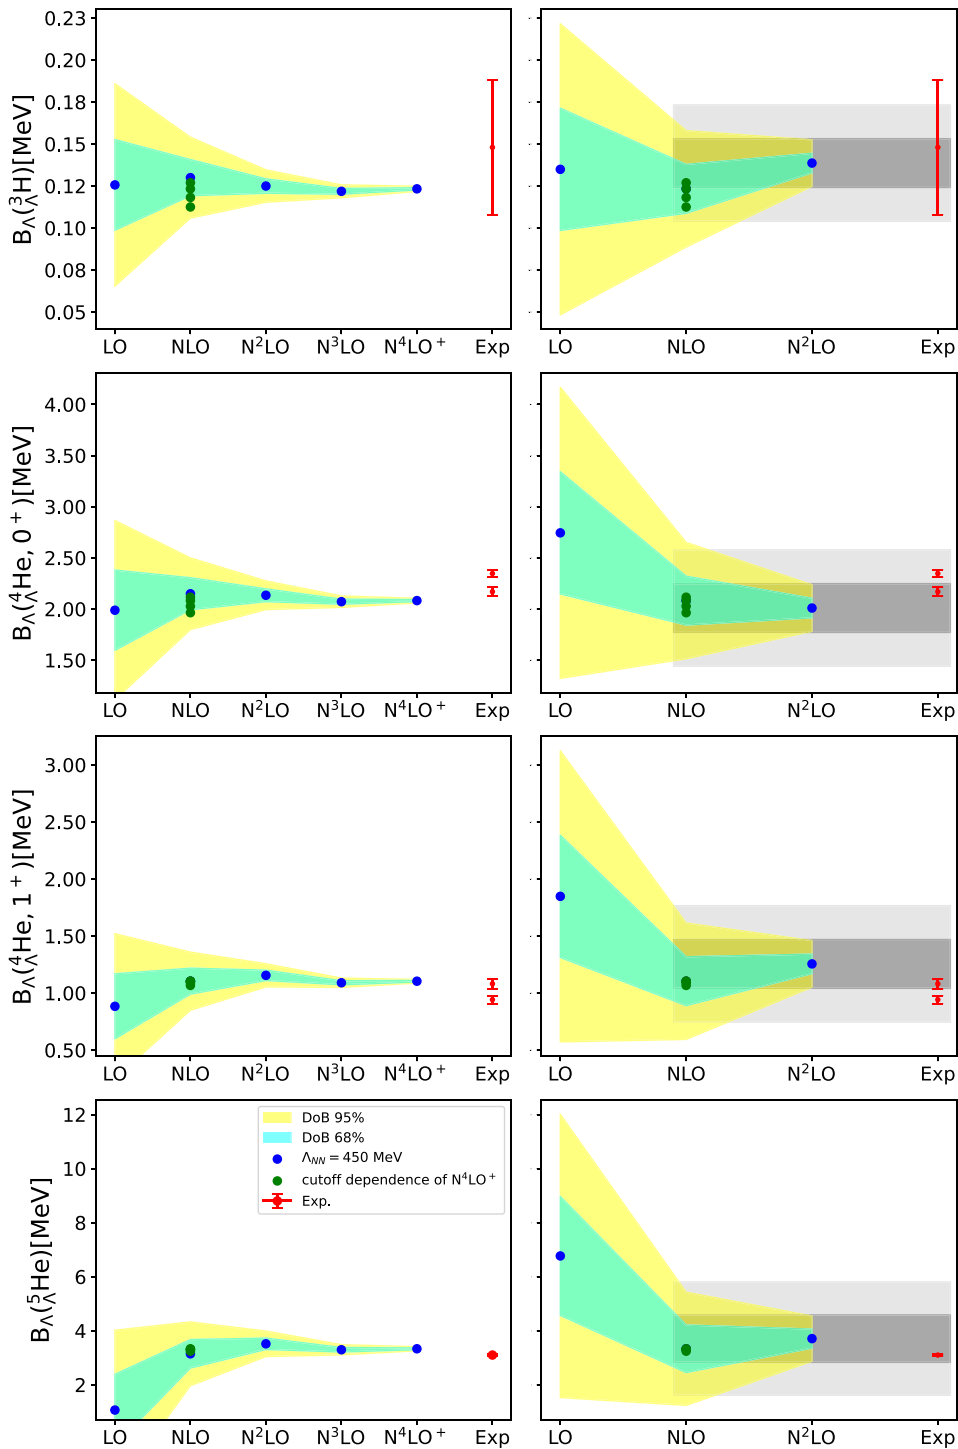 B_Λ(³_ΛH)[MeV]
0.23
0.20
0.18
0.15
0.12
0.10
0.08
0.05
LO NLO N²LO N³LO N⁴LO⁺ Exp
LO NLO N²LO Exp
B_Λ(⁴_ΛHe, 0⁺)[MeV]
4.00
3.50
3.00
2.50
2.00
1.50
LO NLO N²LO N³LO N⁴LO⁺ Exp
LO NLO N²LO Exp
B_Λ(⁴_ΛHe, 1⁺)[MeV]
3.00
2.50
2.00
1.50
1.00
0.50
LO NLO N²LO N³LO N⁴LO⁺ Exp
LO NLO N²LO Exp
B_Λ(⁵_ΛHe)[MeV]
12
10
8
6
4
2
DoB 95%
DoB 68%
Λ_NN = 450 MeV
cutoff dependence of N⁴LO⁺
Exp.
LO NLO N²LO N³LO N⁴LO⁺ Exp
LO NLO N²LO Exp